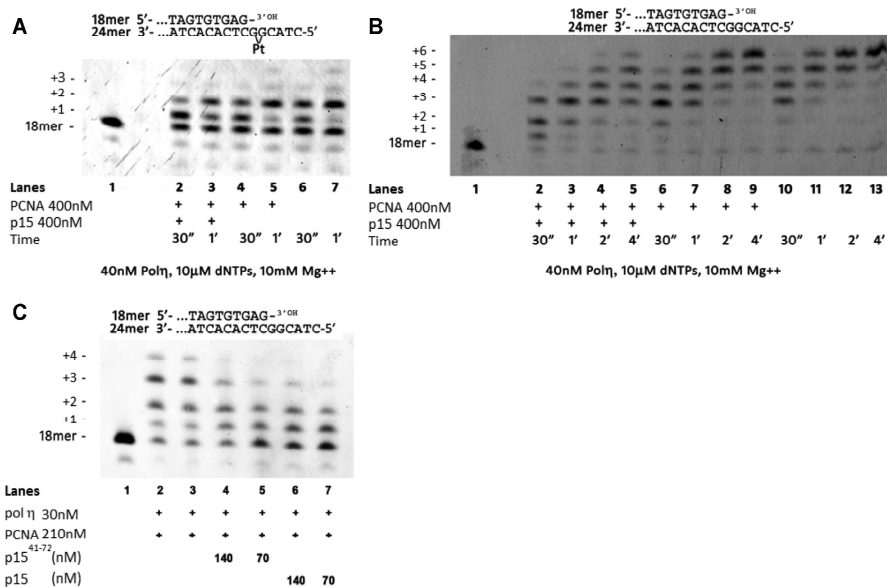 A
18mer 5’- ...TAGTGTGAG-3’OH
24mer 3’- ...ATCACACTCGGCATC-5’
Pt
+3 -
+2 -
+1 -
18mer -
Lanes 1 2 3 4 5 6 7
PCNA 400nM + + + +
p15 400nM + +
Time 30” 1’ 30” 1’ 30” 1’
40nM Polη, 10μM dNTPs, 10mM Mg++
B
18mer 5’- ...TAGTGTGAG-3’OH
24mer 3’- ...ATCACACTCGGCATC-5’
+6 -
+5 -
+4 -
+3 -
+2 -
+1 -
18mer -
Lanes 1 2 3 4 5 6 7 8 9 10 11 12 13
PCNA 400nM + + + + + + + +
p15 400nM + + + +
Time 30” 1’ 2’ 4’ 30” 1’ 2’ 4’ 30” 1’ 2’ 4’
40nM Polη, 10μM dNTPs, 10mM Mg++
C
18mer 5’- ...TAGTGTGAG-3’OH
24mer 3’- ...ATCACACTCGGCATC-5’
+4 -
+3 -
+2 -
+1 -
18mer -
Lanes 1 2 3 4 5 6 7
pol η 30nM + + + + + +
PCNA 210nM + + + + + +
p15 41-72 (nM) 140 70
p15 (nM) 140 70